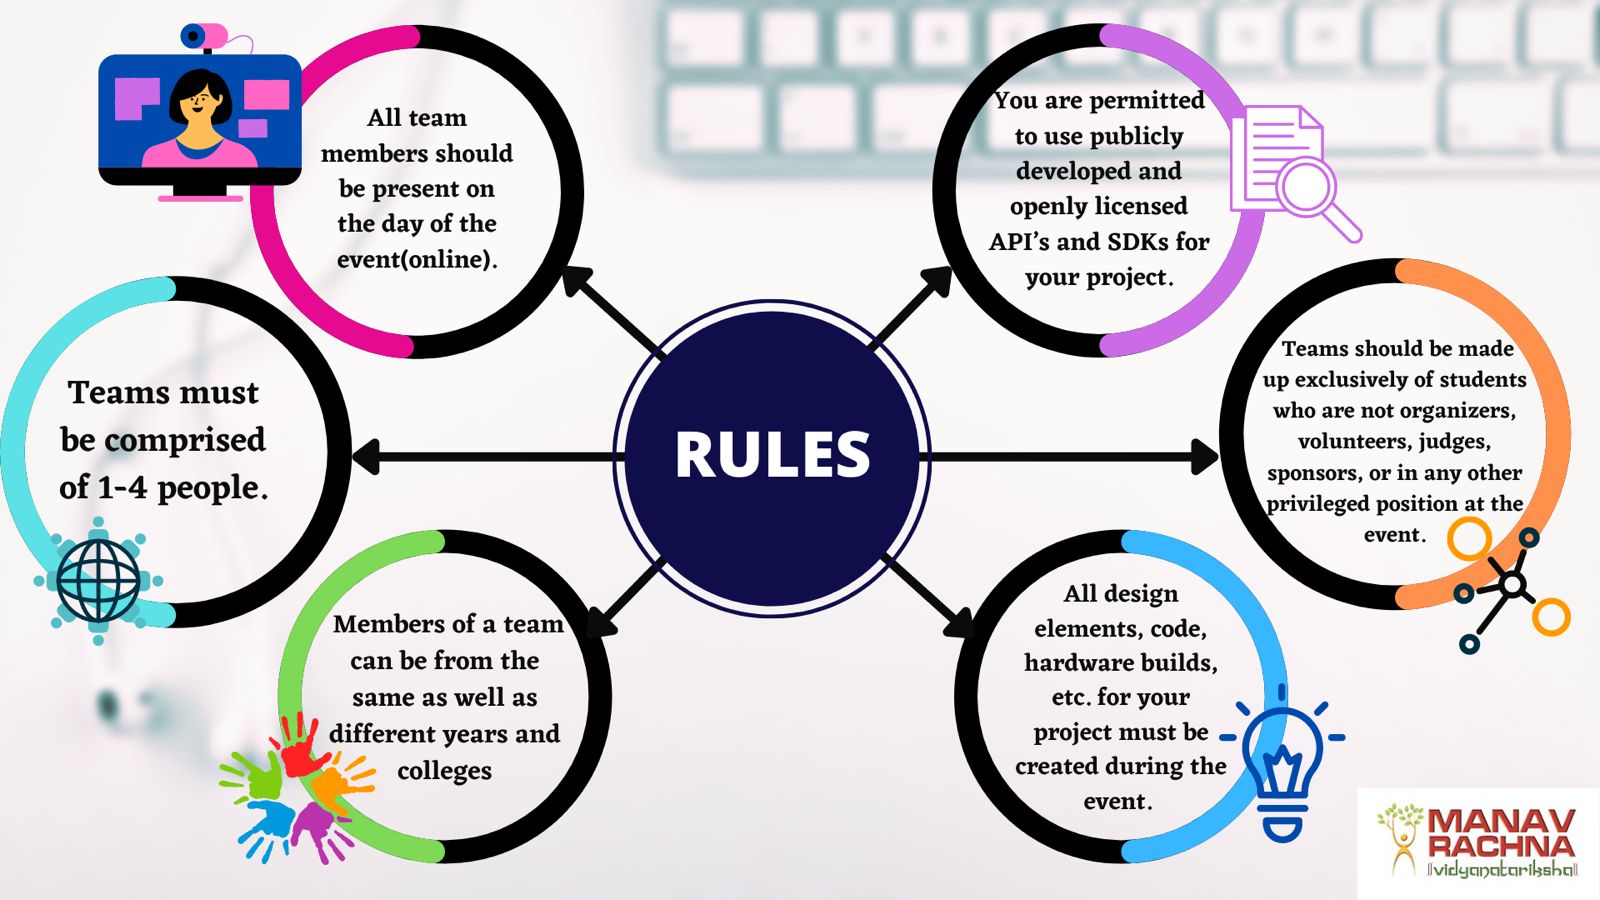 All team
members should
be present on
the day of the
event(online).
You are permitted
to use publicly
developed and
openly licensed
API's and SDKs for
your project.
Teams must
be comprised
of 1-4 people.
RULES
Teams should be made
up exclusively of students
who are not organizers,
volunteers, judges,
sponsors, or in any other
privileged position at the
event.
Members of a team
can be from the
same as well as
different years and
colleges
All design
elements, code,
hardware builds,
etc. for your
project must be
created during the
event.
MANAV
RACHNA
vidyanatariksha